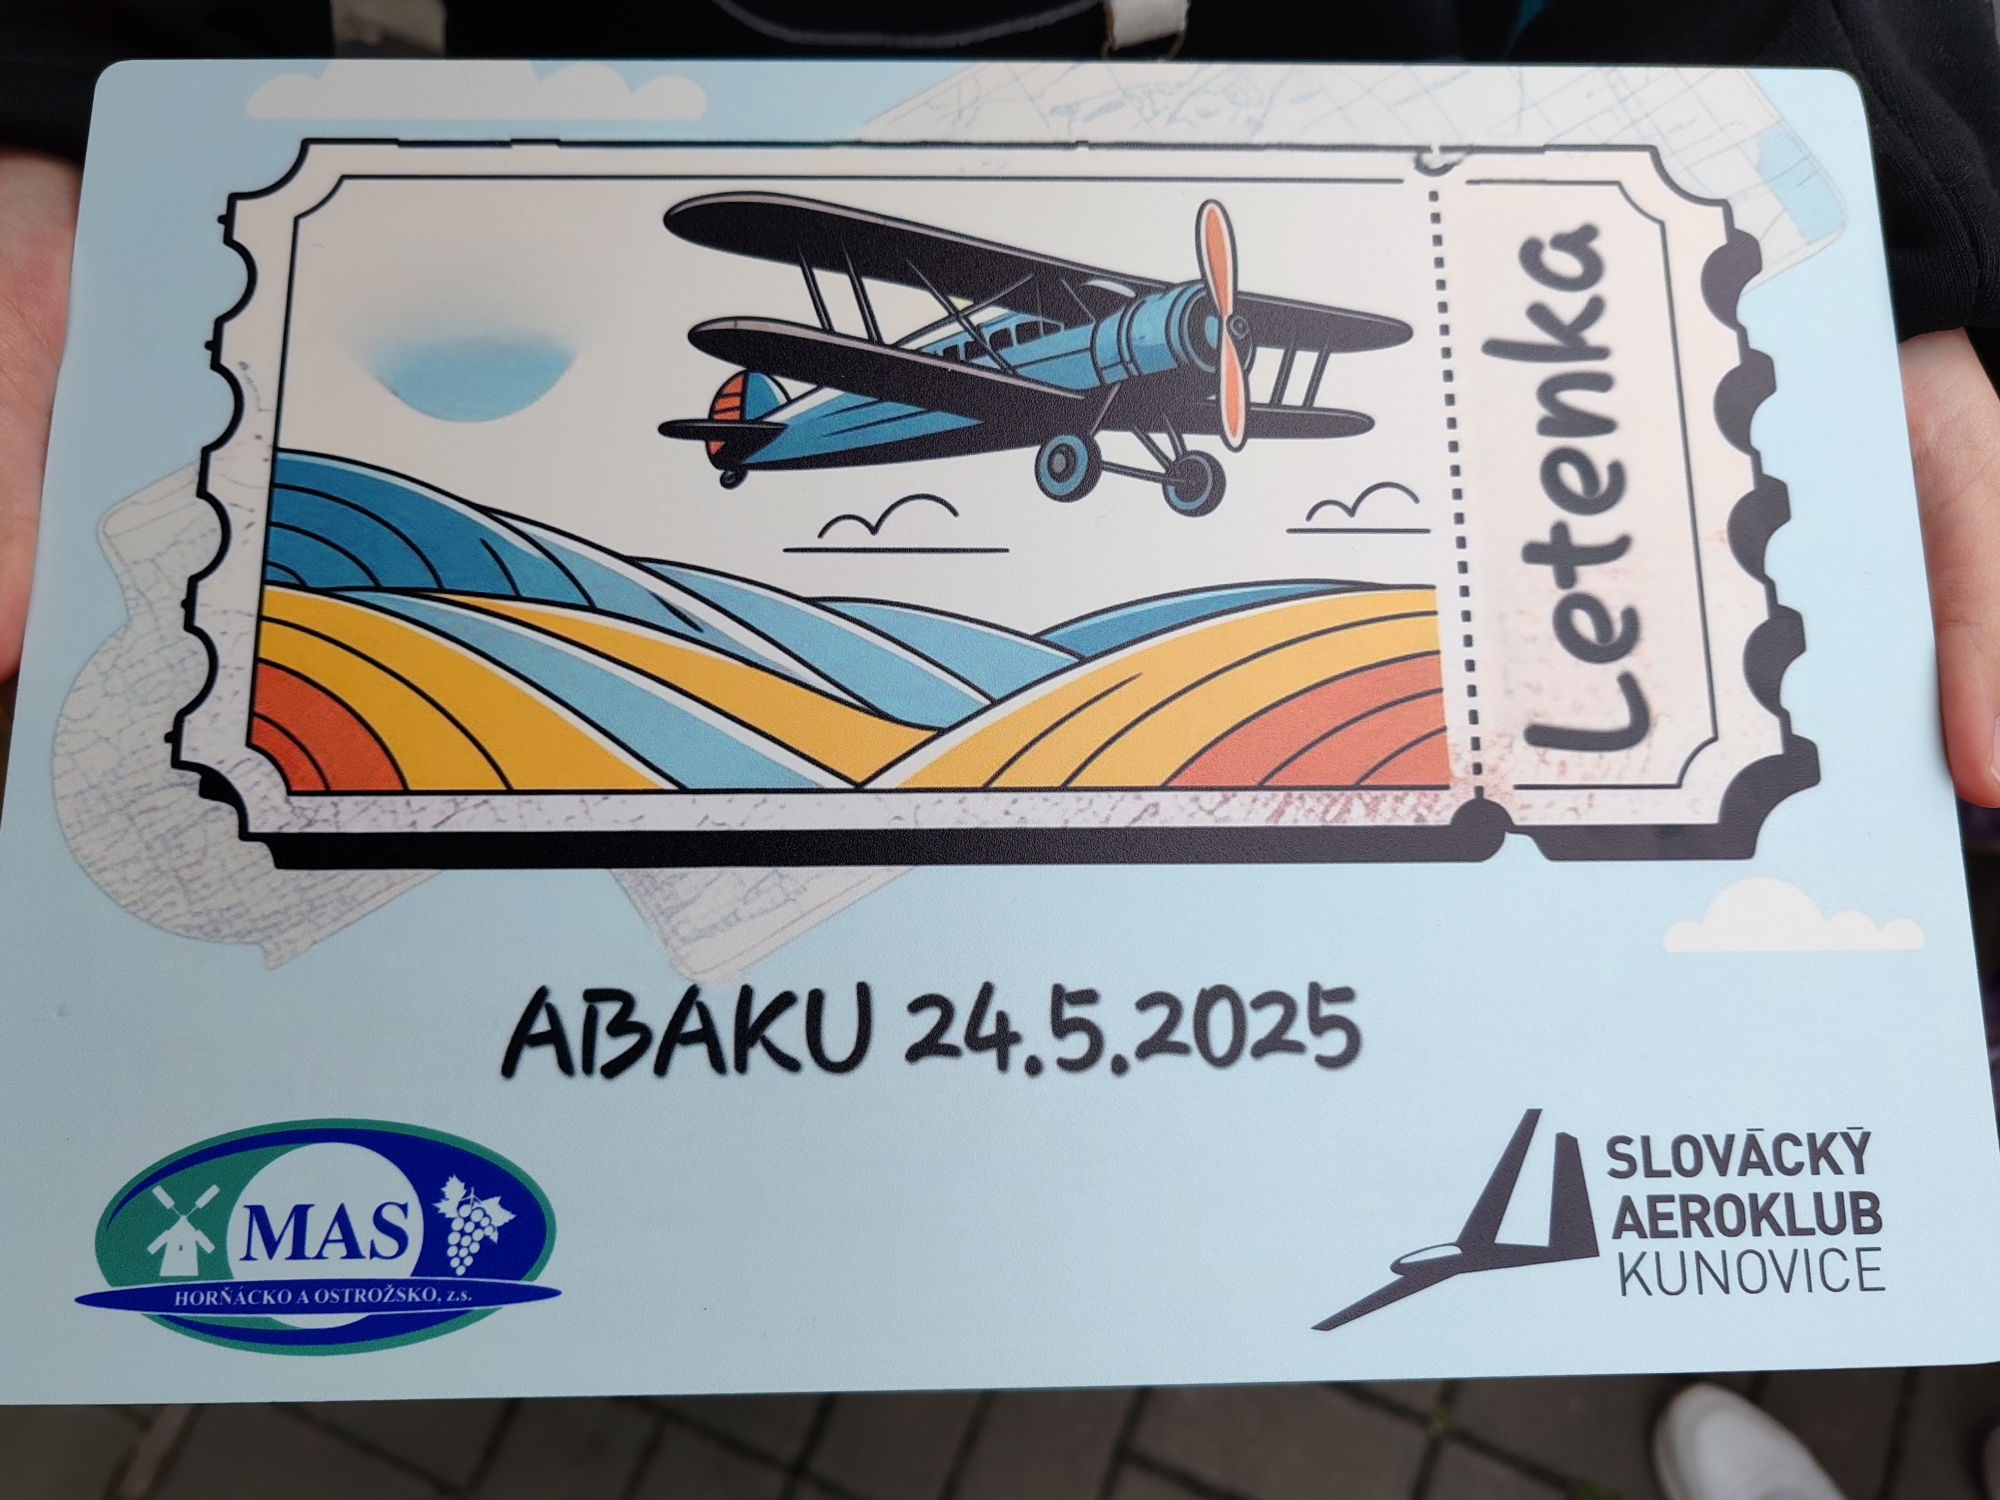 Letenka
ABAKU 24.5.2025
MAS
HORŇÁCKO A OSTROŽSKO, z.s.
SLOVÁCKÝ
AEROKLUB
KUNOVICE